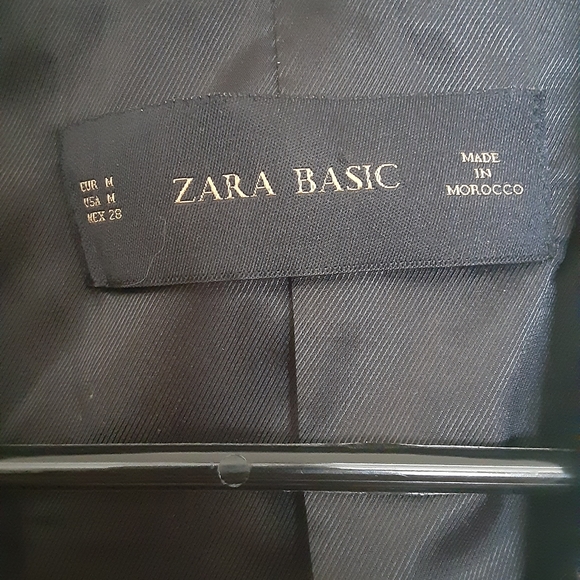 EUR M
USA M
MEX 28
ZARA BASIC
MADE
IN
MOROCCO